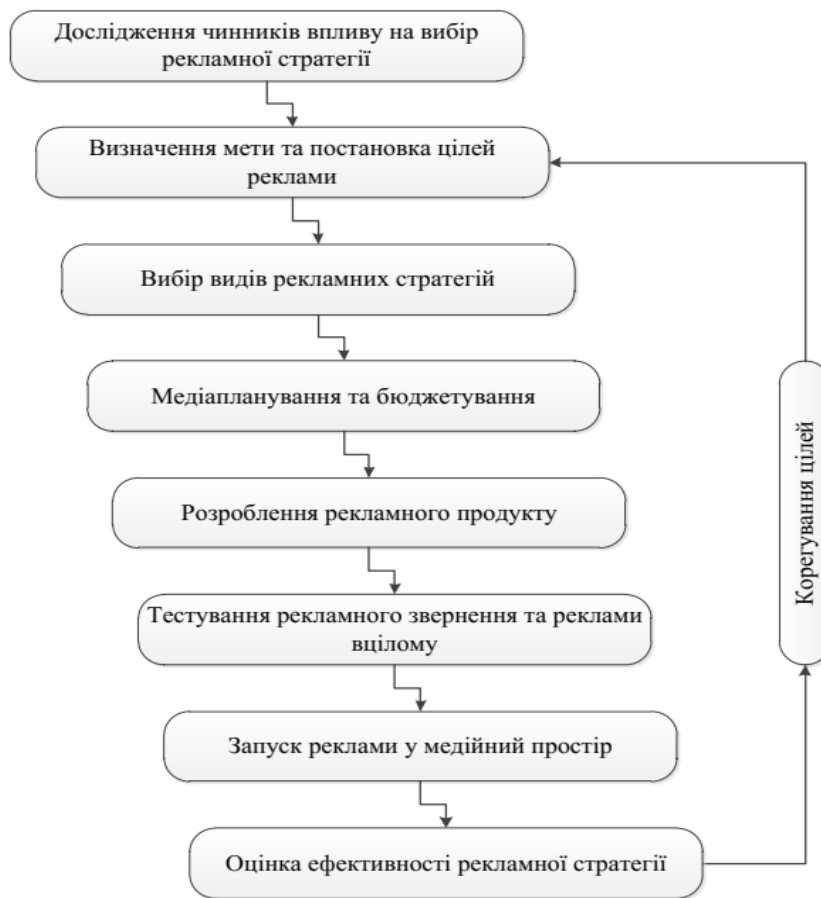 Дослідження чинників впливу на вибір
рекламної стратегії
Визначення мети та постановка цілей
реклами
Вибір видів рекламних стратегій
Медіапланування та бюджетування
Розроблення рекламного продукту
Тестування рекламного звернення та реклами
вцілому
Запуск реклами у медійний простір
Оцінка ефективності рекламної стратегії
Корегування цілей